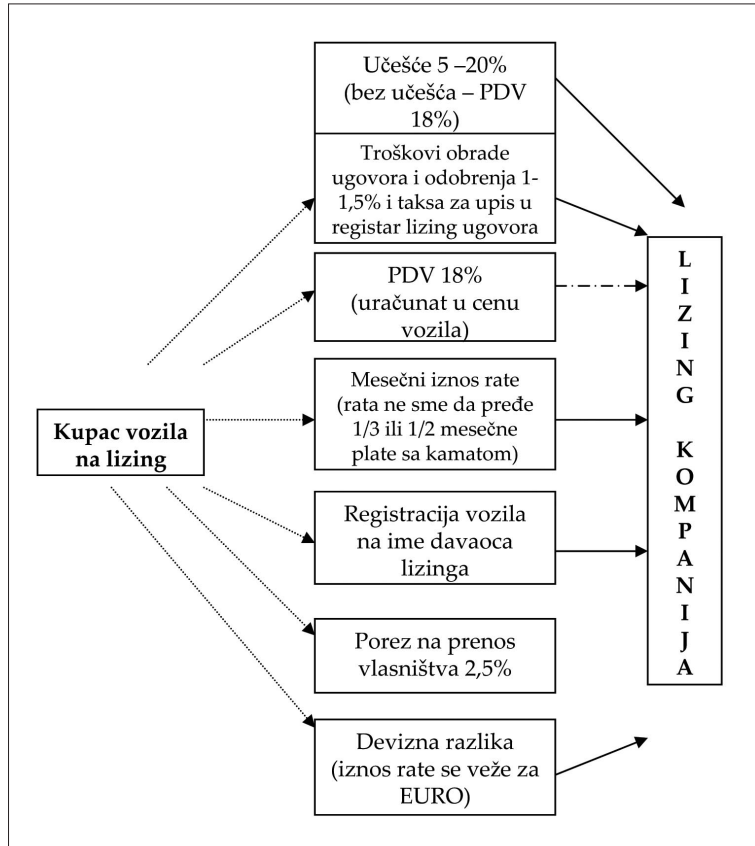 Učešće 5 –20%
(bez učešća – PDV
18%)
Troškovi obrade
ugovora i odobrenja 1-
1,5% i taksa za upis u
registar lizing ugovora
PDV 18%
(uračunat u cenu
vozila)
Mesečni iznos rate
(rata ne sme da pređe
1/3 ili 1/2 mesečne
plate sa kamatom)
Kupac vozila
na lizing
Registracija vozila
na ime davaoca
lizinga
Porez na prenos
vlasništva 2,5%
Devizna razlika
(iznos rate se veže za
EURO)
L
I
Z
I
N
G
K
O
M
P
A
N
I
J
A